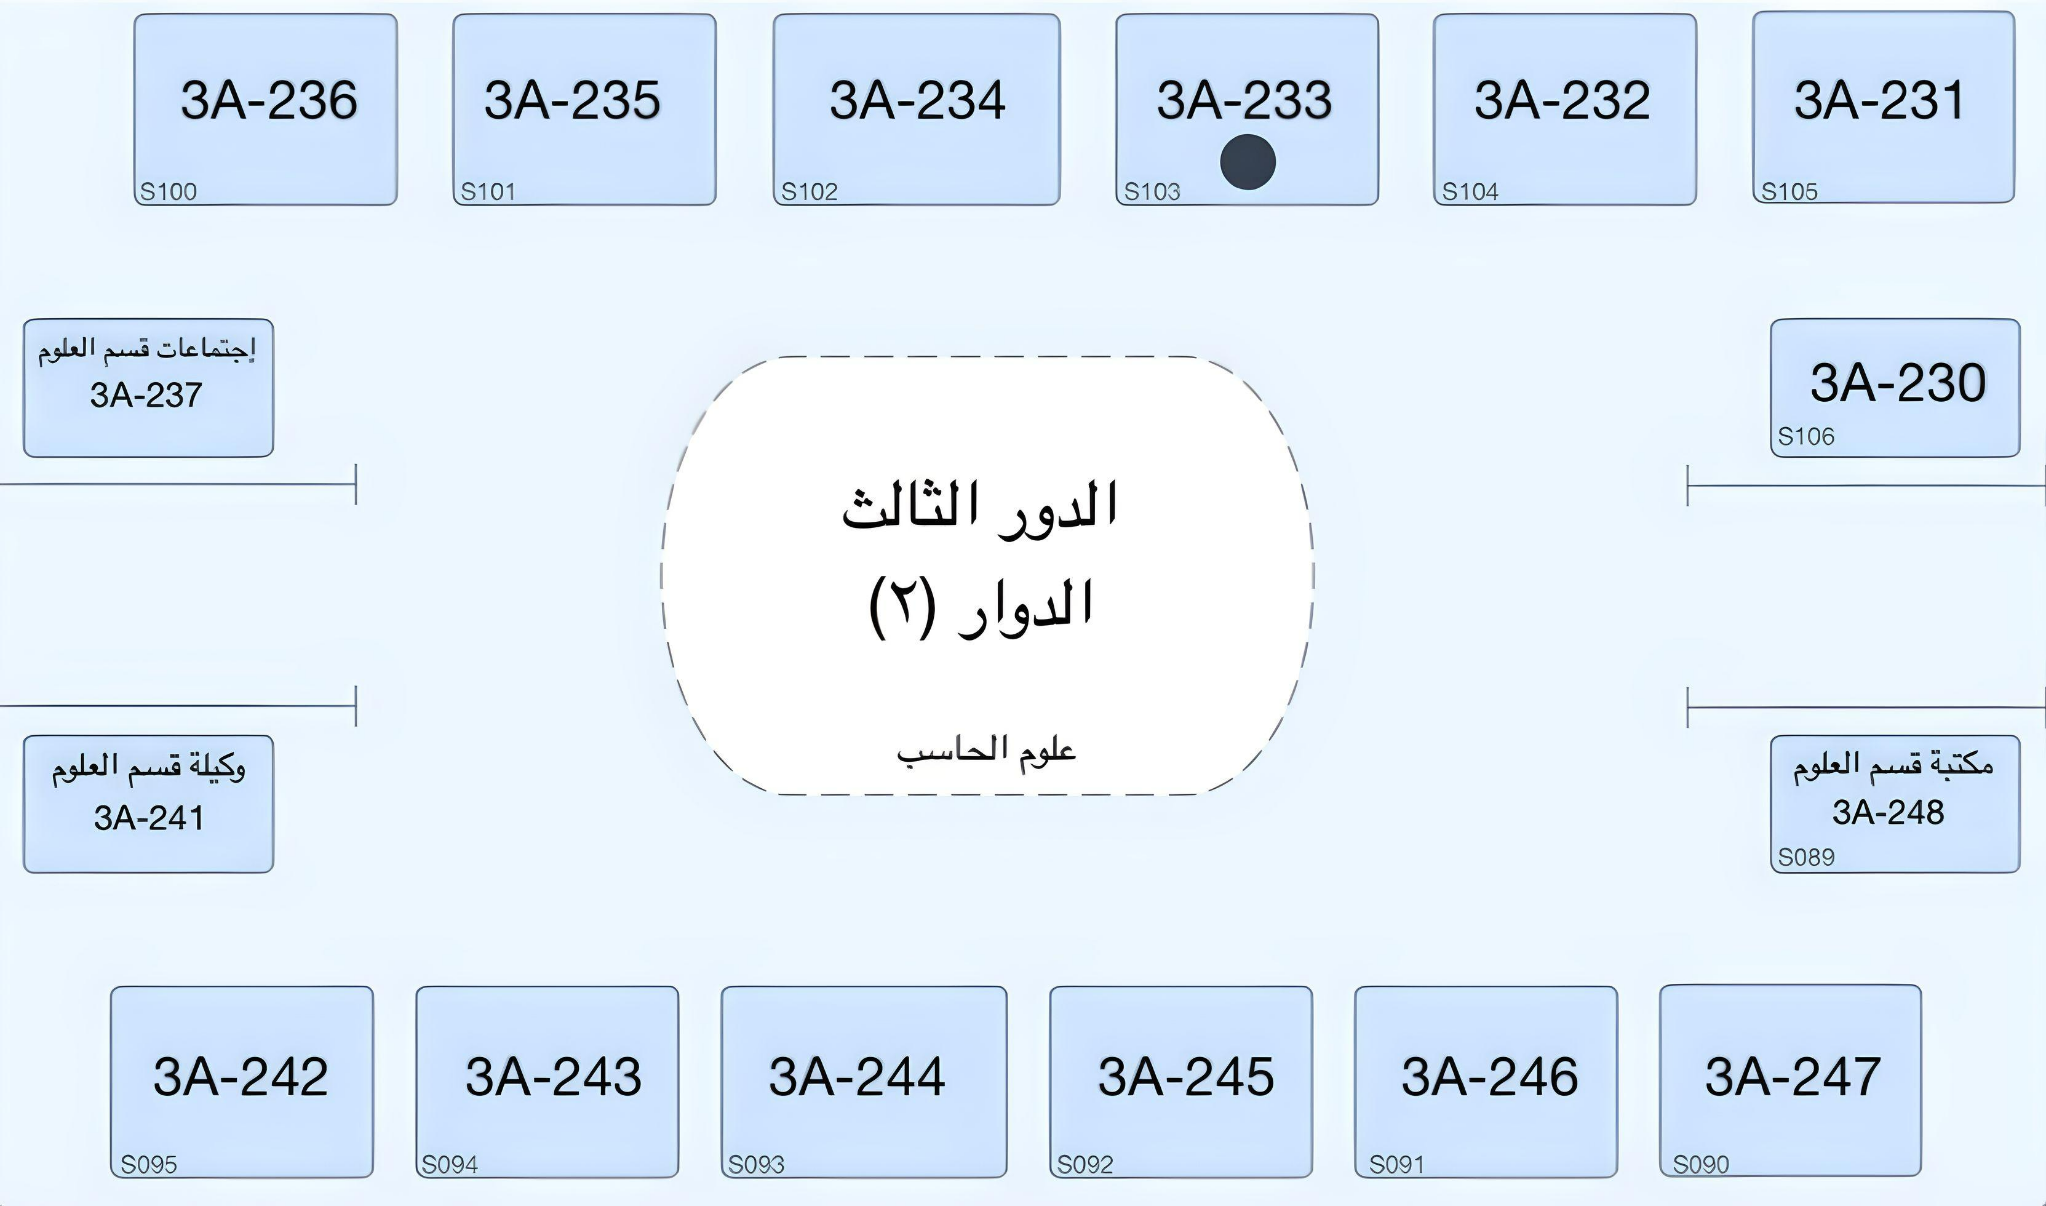 3A-236
S100
3A-235
S101
3A-234
S102
3A-233
S103
3A-232
S104
3A-231
S105
إجتماعات قسم العلوم
3A-237
3A-230
S106
الدور الثالث
الدوار (٢)
علوم الحاسب
وكيلة قسم العلوم
3A-241
مكتبة قسم العلوم
3A-248
S089
3A-242
S095
3A-243
S094
3A-244
S093
3A-245
S092
3A-246
S091
3A-247
S090